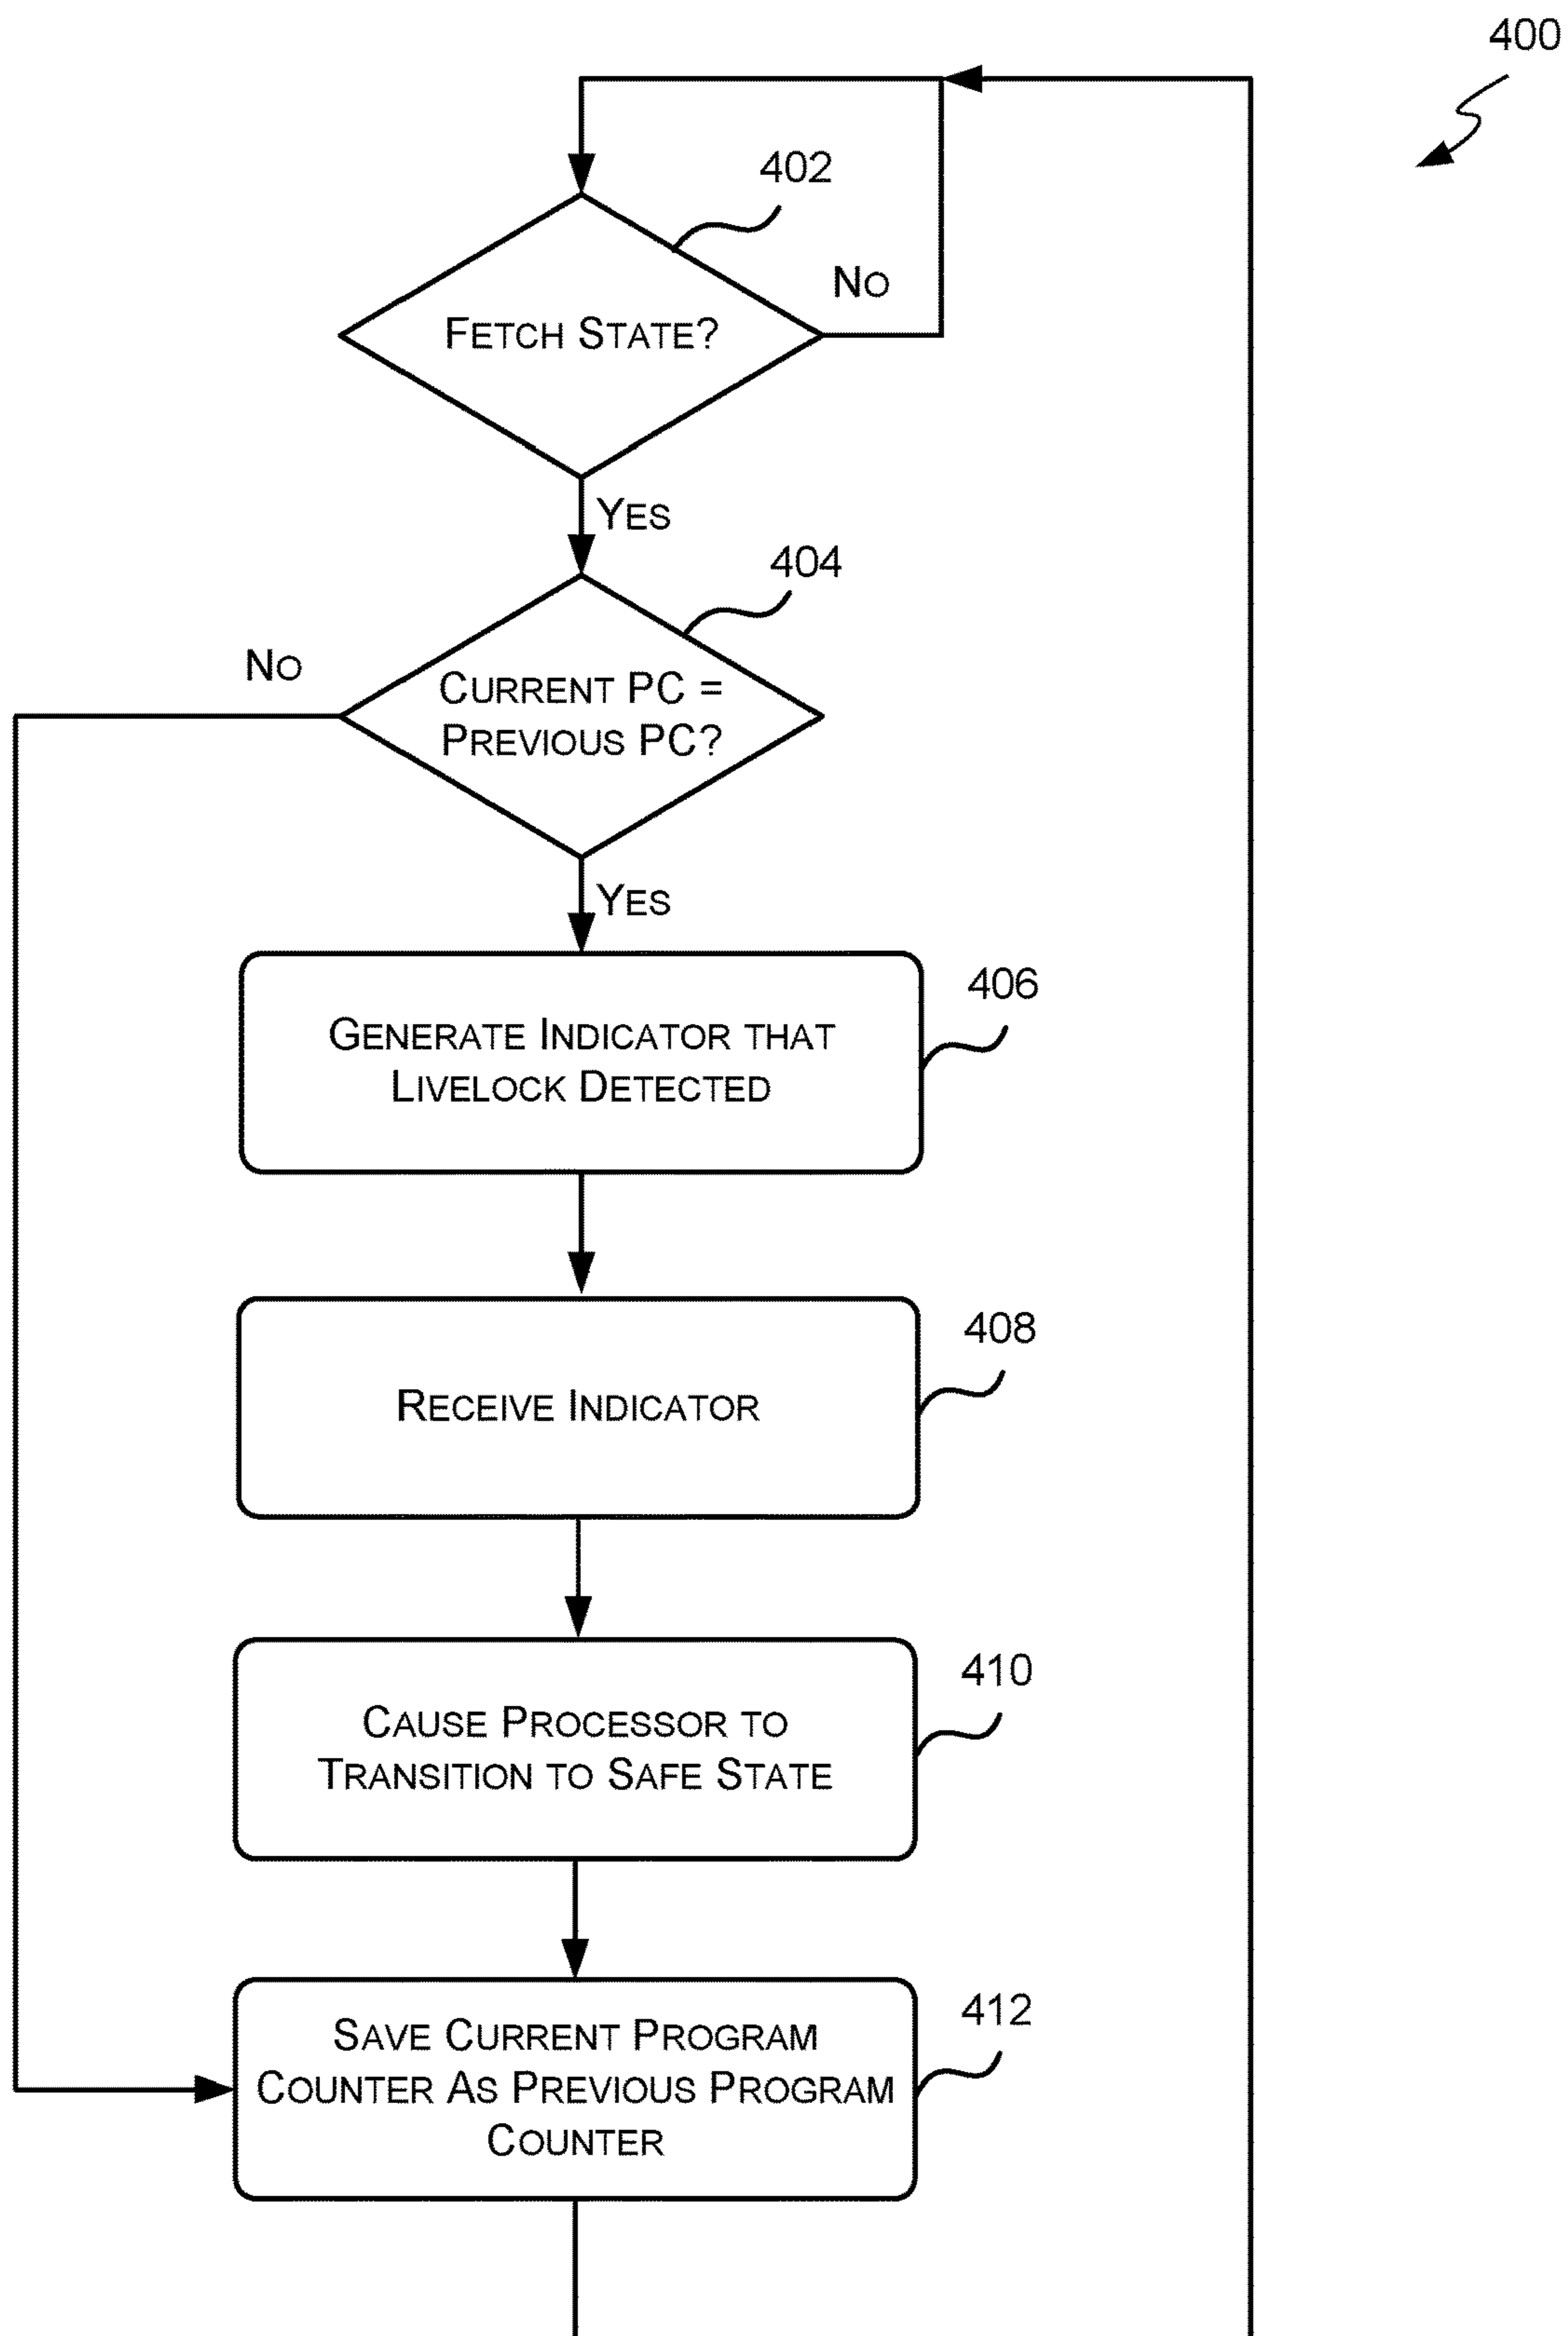 400
402
No
Fetch State?
Yes
404
No
Current PC =
Previous PC?
Yes
406
Generate Indicator that
Livelock Detected
408
Receive Indicator
410
Cause Processor to
Transition to Safe State
412
Save Current Program
Counter As Previous Program
Counter